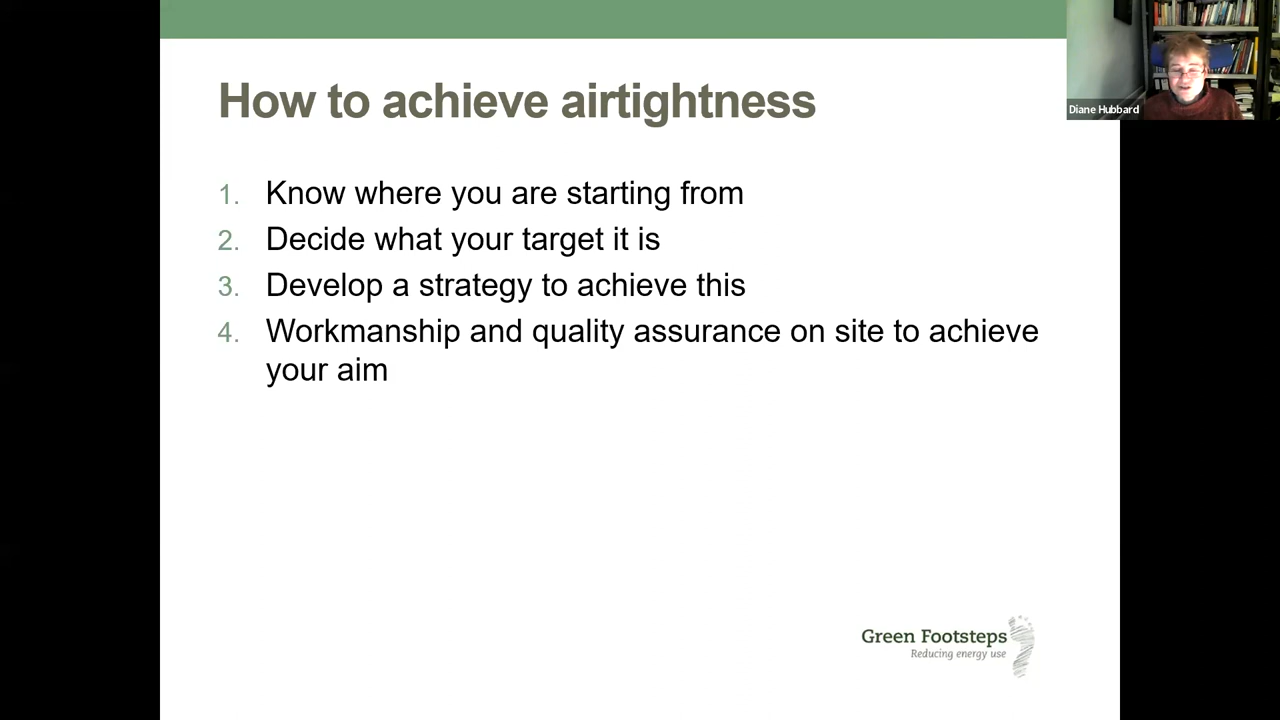 How to achieve airtightness
Diane Hubbard
1. Know where you are starting from
2. Decide what your target it is
3. Develop a strategy to achieve this
4. Workmanship and quality assurance on site to achieve
your aim
Green Footsteps
Reducing energy use